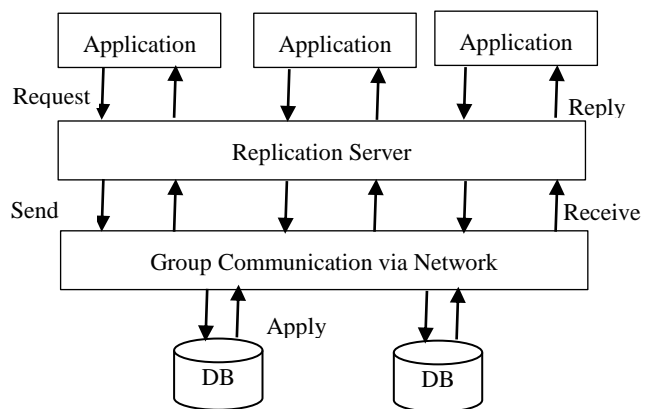 Application
Application
Application
Request
Reply
Replication Server
Send
Receive
Group Communication via Network
Apply
DB
DB